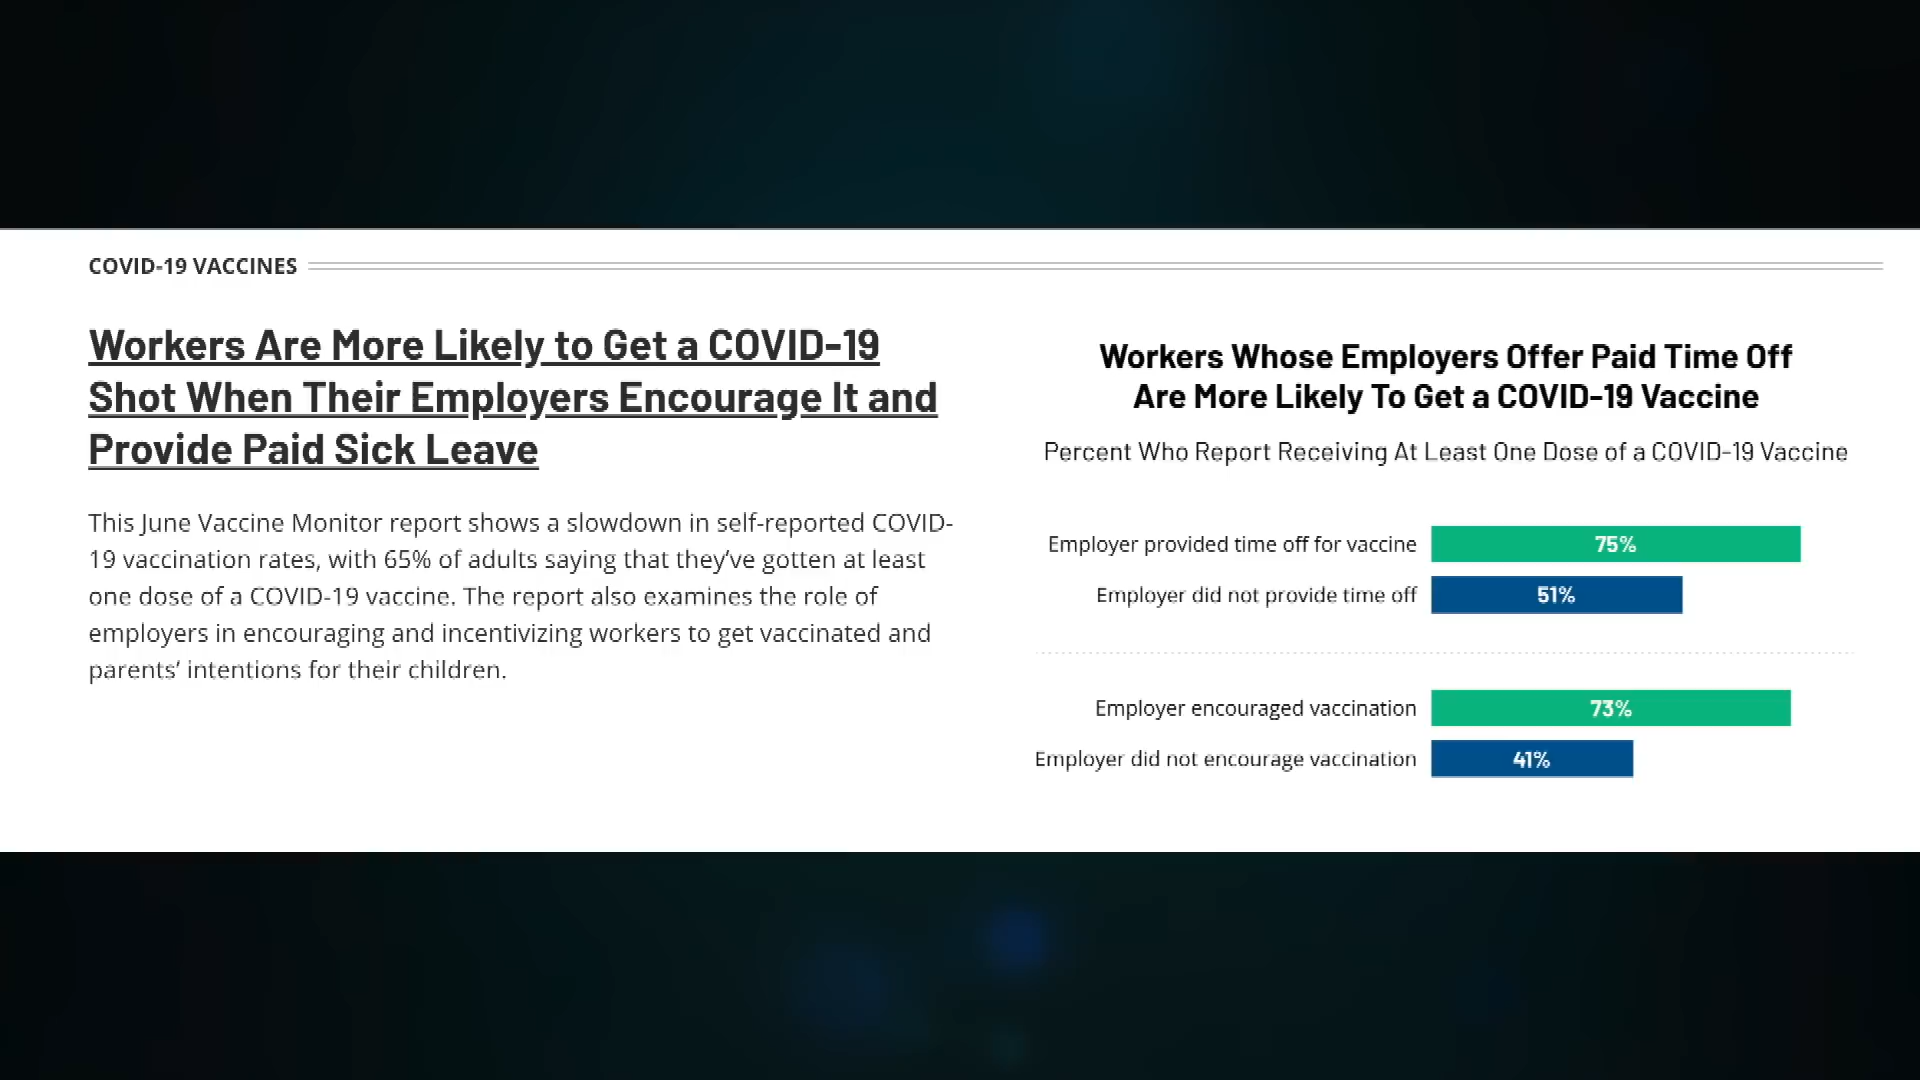 COVID-19 VACCINES
Workers Are More Likely to Get a COVID-19
Shot When Their Employers Encourage It and
Provide Paid Sick Leave
This June Vaccine Monitor report shows a slowdown in self-reported COVID-
19 vaccination rates, with 65% of adults saying that they’ve gotten at least
one dose of a COVID-19 vaccine. The report also examines the role of
employers in encouraging and incentivizing workers to get vaccinated and
parents’ intentions for their children.
Workers Whose Employers Offer Paid Time Off
Are More Likely To Get a COVID-19 Vaccine
Percent Who Report Receiving At Least One Dose of a COVID-19 Vaccine
Employer provided time off for vaccine 75%
Employer did not provide time off 51%
Employer encouraged vaccination 73%
Employer did not encourage vaccination 41%